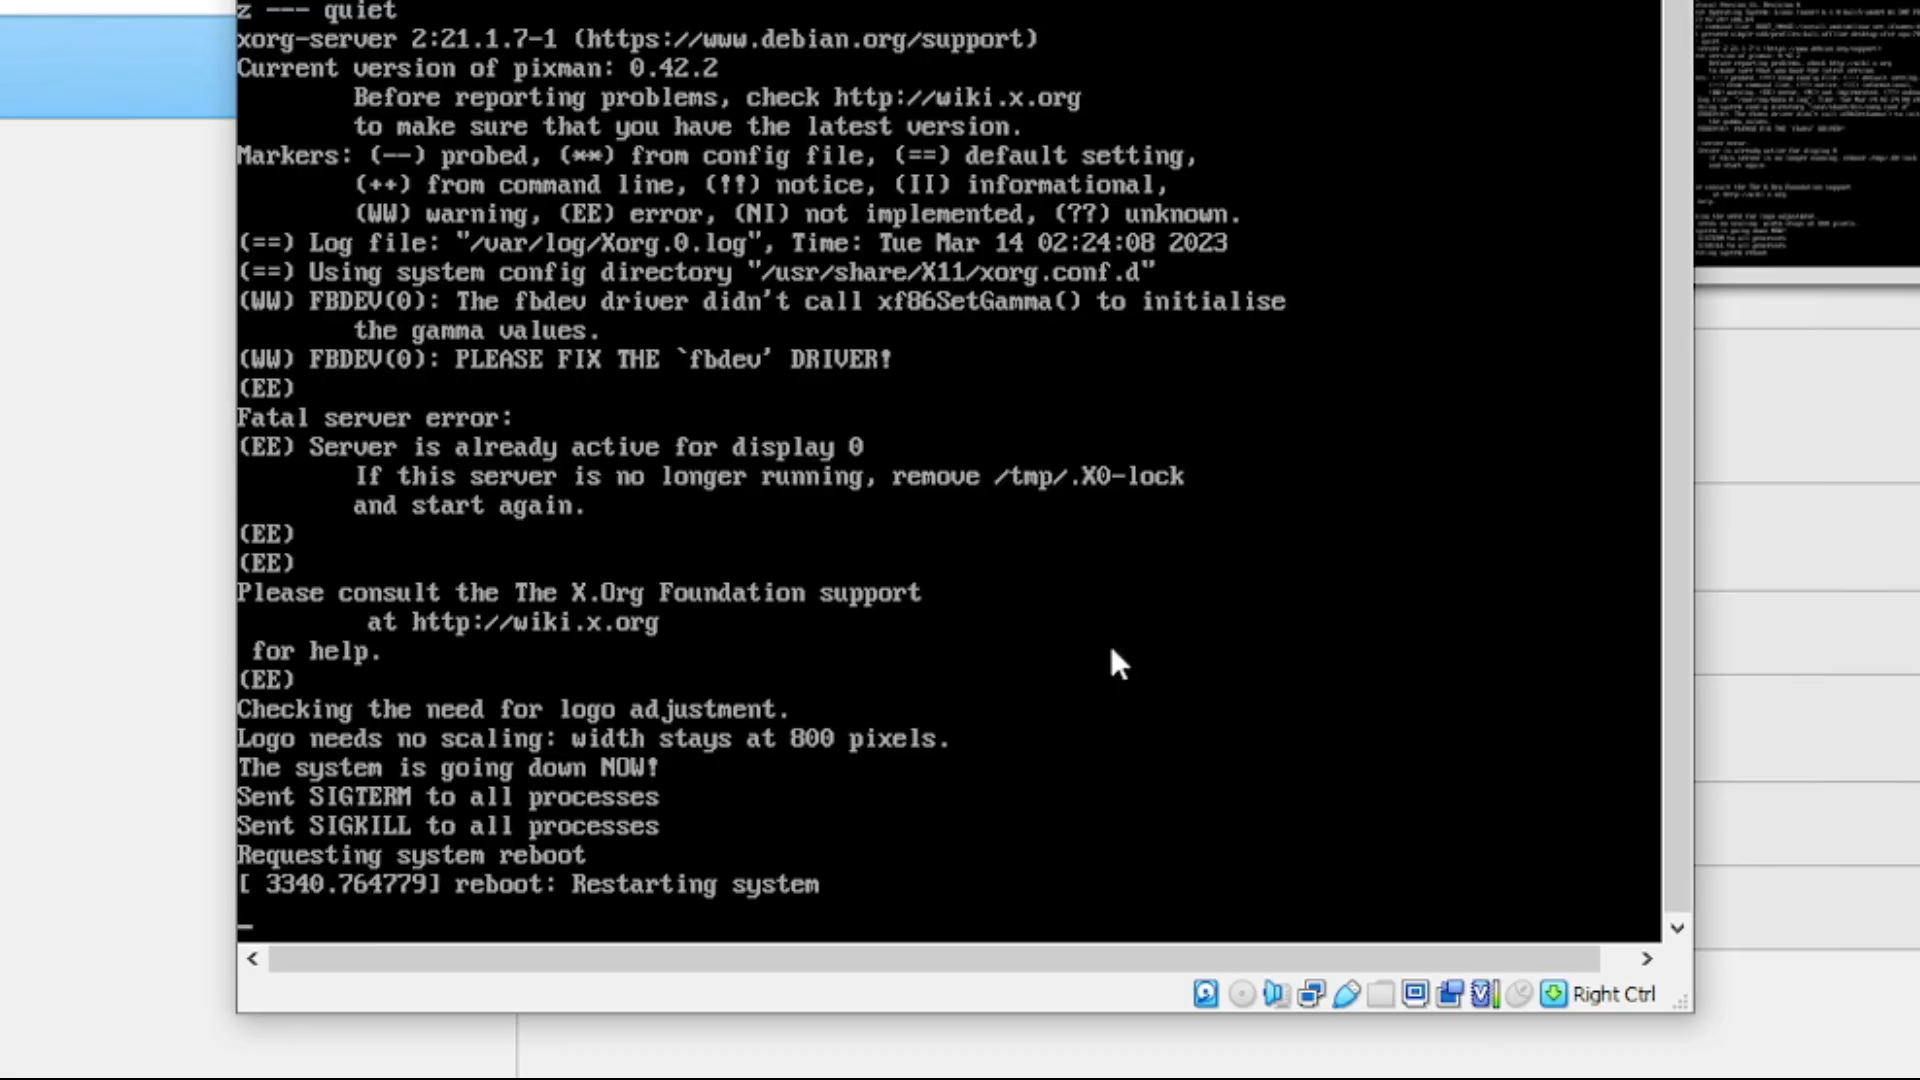 z --- quiet
xorg-server 2:21.1.7-1 (https://www.debian.org/support)
Current version of pixman: 0.42.2
Before reporting problems, check http://wiki.x.org
to make sure that you have the latest version.
Markers: (--) probed, (**) from config file, (==) default setting,
(++) from command line, (!!) notice, (II) informational,
(WW) warning, (EE) error, (NI) not implemented, (??) unknown.
(==) Log file: "/var/log/Xorg.0.log", Time: Tue Mar 14 02:24:08 2023
(==) Using system config directory "/usr/share/X11/xorg.conf.d"
(WW) FBDEV(0): The fbdev driver didn't call xf86SetGamma() to initialise
the gamma values.
(WW) FBDEV(0): PLEASE FIX THE `fbdev' DRIVER!
(EE)
Fatal server error:
(EE) Server is already active for display 0
If this server is no longer running, remove /tmp/.X0-lock
and start again.
(EE)
(EE)
Please consult the The X.Org Foundation support
at http://wiki.x.org
for help.
(EE)
Checking the need for logo adjustment.
Logo needs no scaling: width stays at 800 pixels.
The system is going down NOW!
Sent SIGTERM to all processes
Sent SIGKILL to all processes
Requesting system reboot
[ 3340.764779] reboot: Restarting system
Right Ctrl